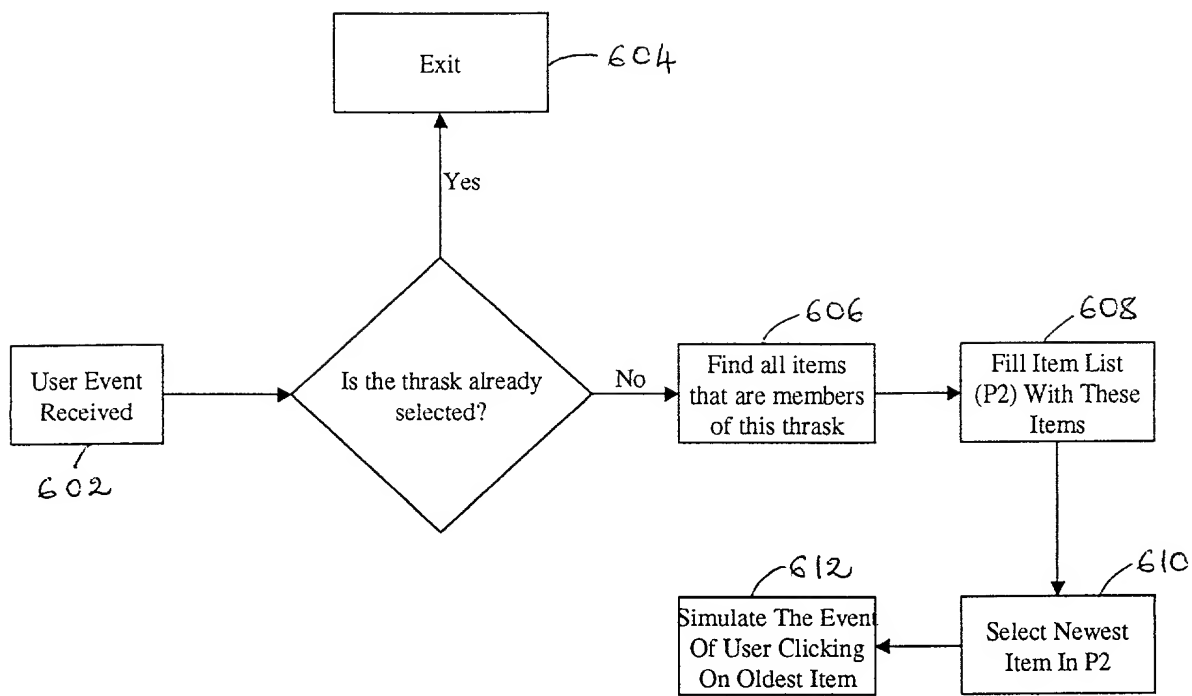 Exit
604
Yes
User Event
Received
602
Is the thrask already
selected?
No
606
Find all items
that are members
of this thrask
608
Fill Item List
(P2) With These
Items
610
Select Newest
Item In P2
612
Simulate The Event
Of User Clicking
On Oldest Item